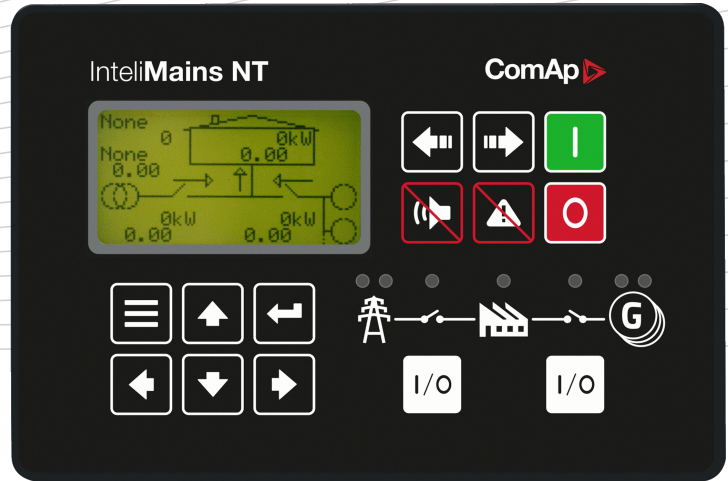 InteliMains NT
ComAp
None
0
0kW
None
0.00
0.00
0kW
0kW
0.00
0.00
I
O
G
I/O
I/O